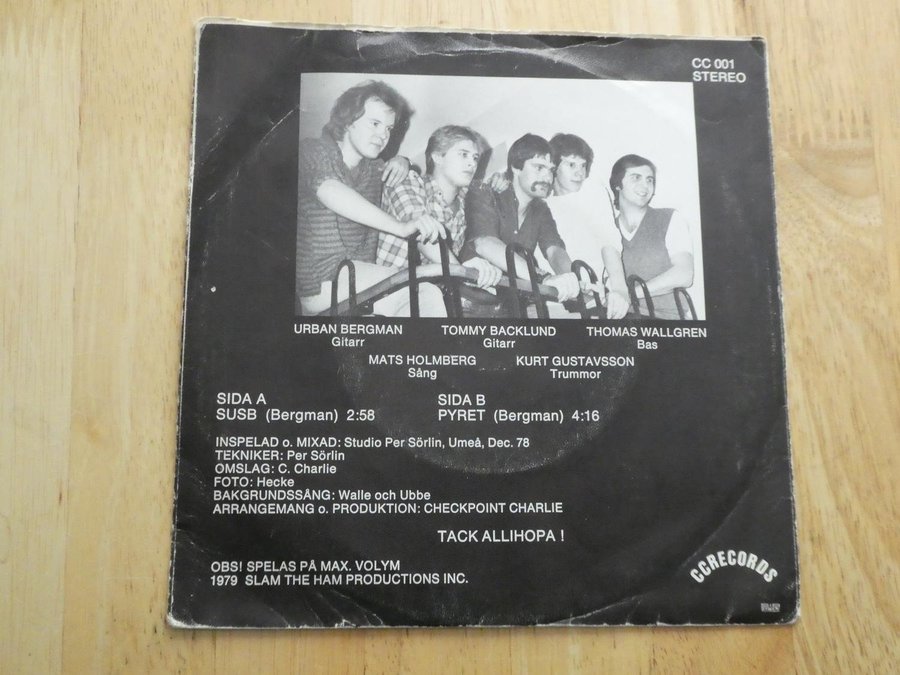 CC 001
STEREO
URBAN BERGMAN TOMMY BACKLUND THOMAS WALLGREN
Gitarr Gitarr Bas
MATS HOLMBERG KURT GUSTAVSSON
Sång Trummor
SIDA A SIDA B
SUSB (Bergman) 2:58 PYRET (Bergman) 4:16
INSPELAD o. MIXAD: Studio Per Sörlin, Umeå, Dec. 78
TEKNIKER: Per Sörlin
OMSLAG: C. Charlie
FOTO: Hecke
BAKGRUNDSSÅNG: Walle och Ubbe
ARRANGEMANG o. PRODUKTION: CHECKPOINT CHARLIE
TACK ALLIHOPA !
OBS! SPELAS PÅ MAX. VOLYM
1979 SLAM THE HAM PRODUCTIONS INC.
CCRECORDS